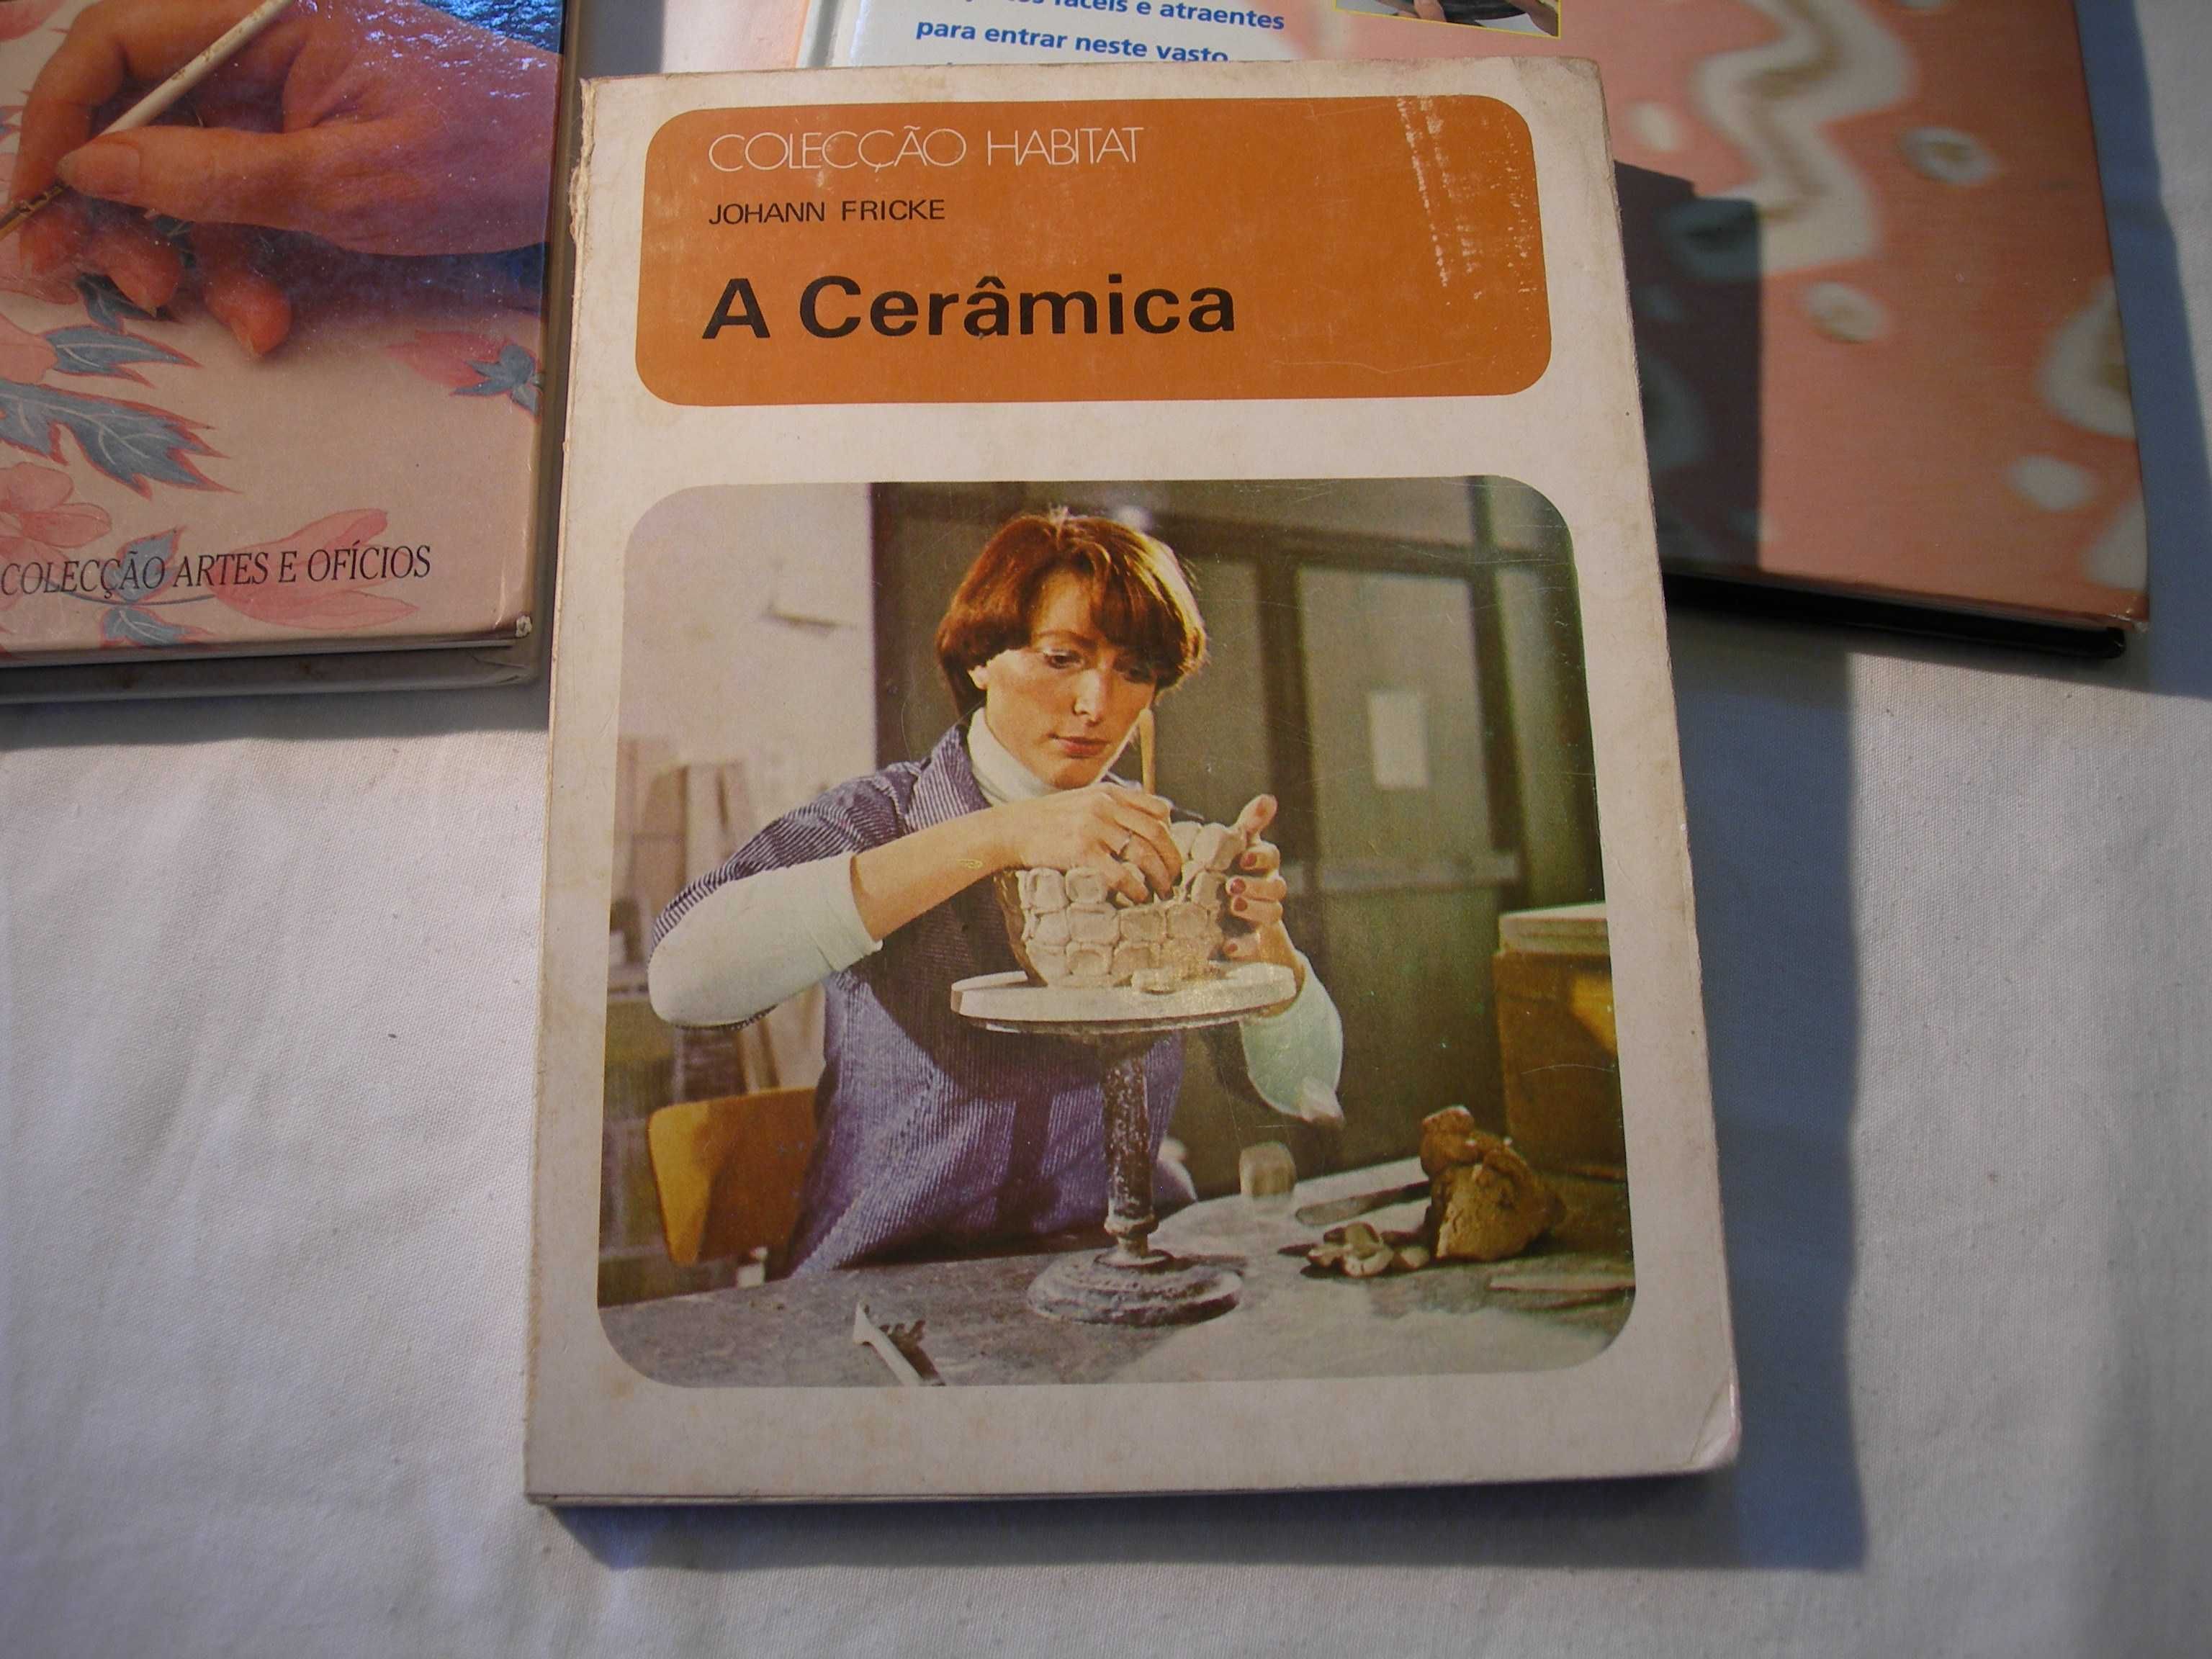 fáceis e atraentes
para entrar neste vasto
COLECÇÃO HABITAT
JOHANN FRICKE
A Cerâmica
COLECÇÃO ARTES E OFÍCIOS